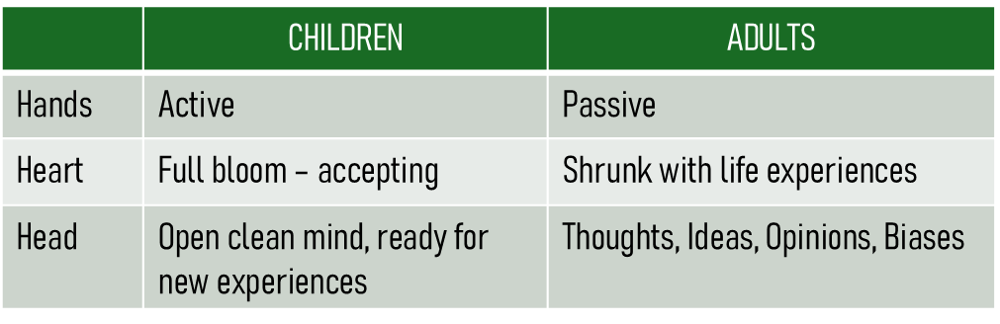 CHILDREN ADULTS
Hands Active Passive
Heart Full bloom – accepting Shrunk with life experiences
Head Open clean mind, ready for Thoughts, Ideas, Opinions, Biases
new experiences